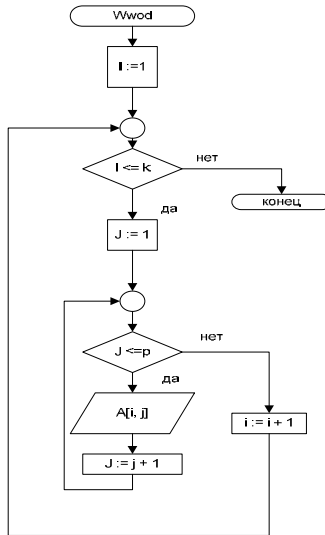 Wwod
I :=1
I <= k
нет
конец
да
J := 1
J <=p
нет
да
A[i, j]
i := i + 1
J := j + 1